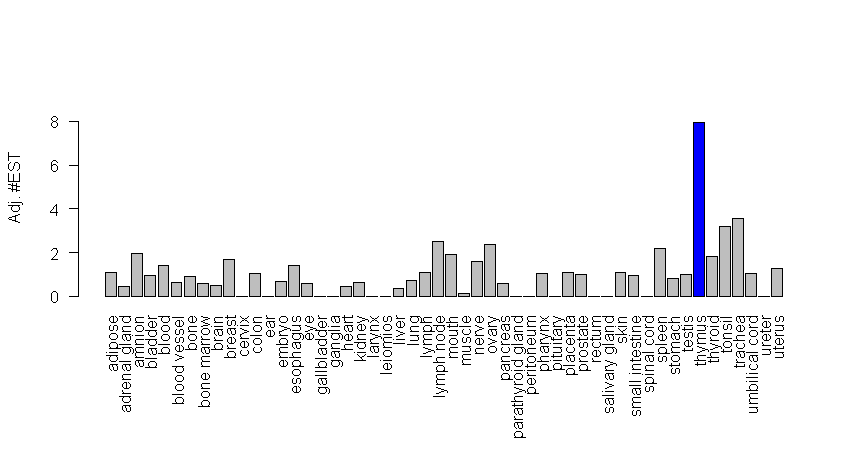 Adj. #EST
8
6
4
2
0
adipose
adrenal gland
amnion
bladder
blood
blood vessel
bone
bone marrow
brain
breast
cervix
colon
ear
embryo
esophagus
eye
gallbladder
ganglia
heart
kidney
larynx
leiomios
liver
lung
lymph
lymph node
mouth
muscle
nerve
ovary
pancreas
parathyroid gland
peritoneum
pharynx
pituitary
placenta
prostate
rectum
salivary gland
skin
small intestine
spinal cord
spleen
stomach
testis
thymus
thyroid
tonsil
trachea
umbilical cord
ureter
uterus